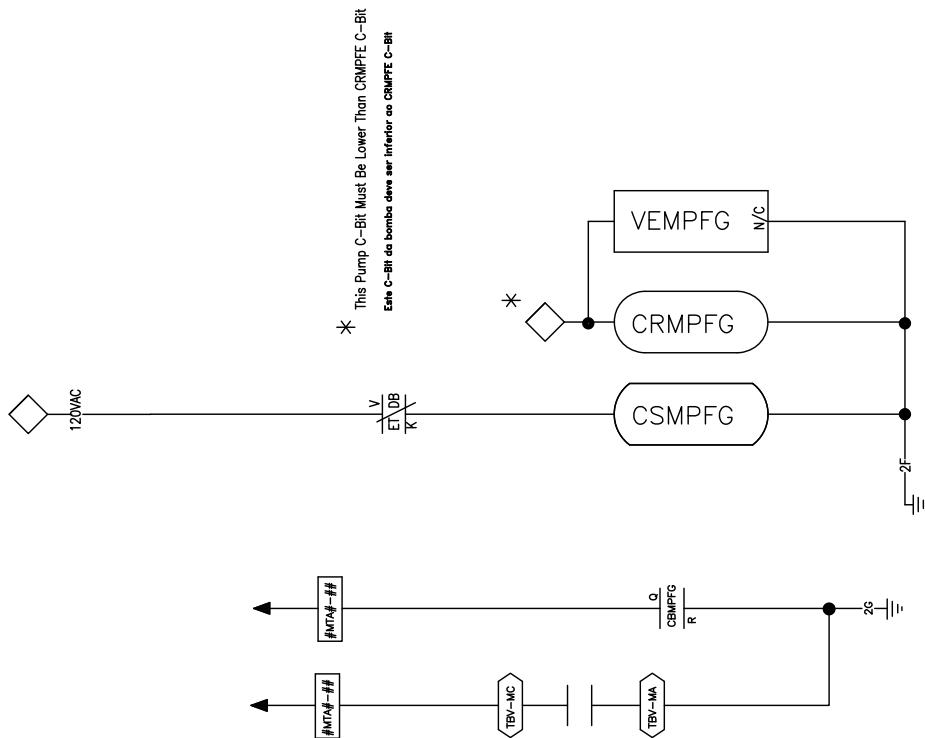 * This Pump C-Bit Must Be Lower Than CRMPFE C-Bit
Este C-Bit da bomba deve ser inferior ao CRMPFE C-Bit
120VAC
V
ET DB
K
*
VEMPFG
N/C
CRMPFG
CSMPFG
2F
#MTA#-##
Q
CBMPFG
R
2G
#MTA#-##
TBV-MC
TBV-MA